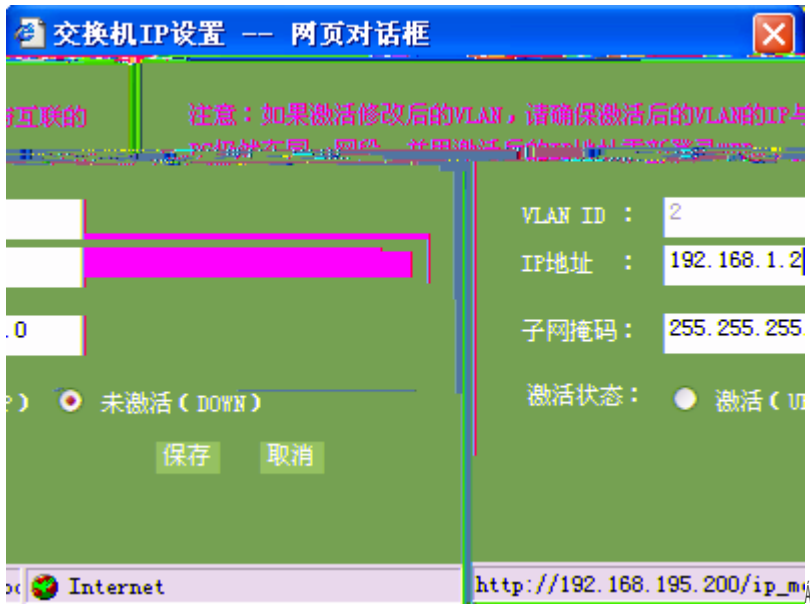 交换机IP设置 -- 网页对话框
与互联的
注意：如果激活修改后的VLAN，请确保激活后的VLAN的IP与
VLAN ID ： 2
IP地址 ： 192.168.1.2
.0
子网掩码： 255.255.255.
) 未激活(DOWN)
激活状态： 激活(U
保存 取消
Internet
http://192.168.195.200/ip_m